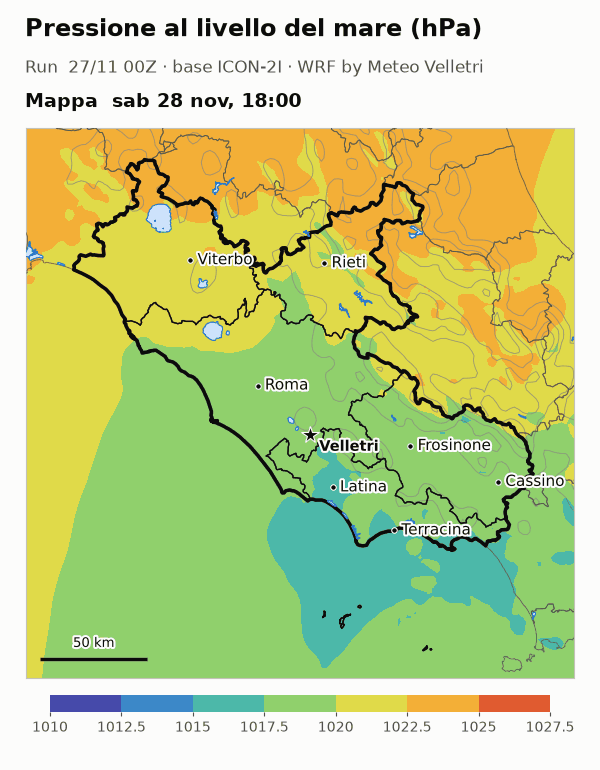 Pressione al livello del mare (hPa)
Run  27/11 00Z · base ICON-2I · WRF by Meteo Velletri
Mappa  sab 28 nov, 18:00
Viterbo
Rieti
Roma
Velletri
Frosinone
Cassino
Latina
Terracina
50 km
1010 1012.5 1015 1017.5 1020 1022.5 1025 1027.5